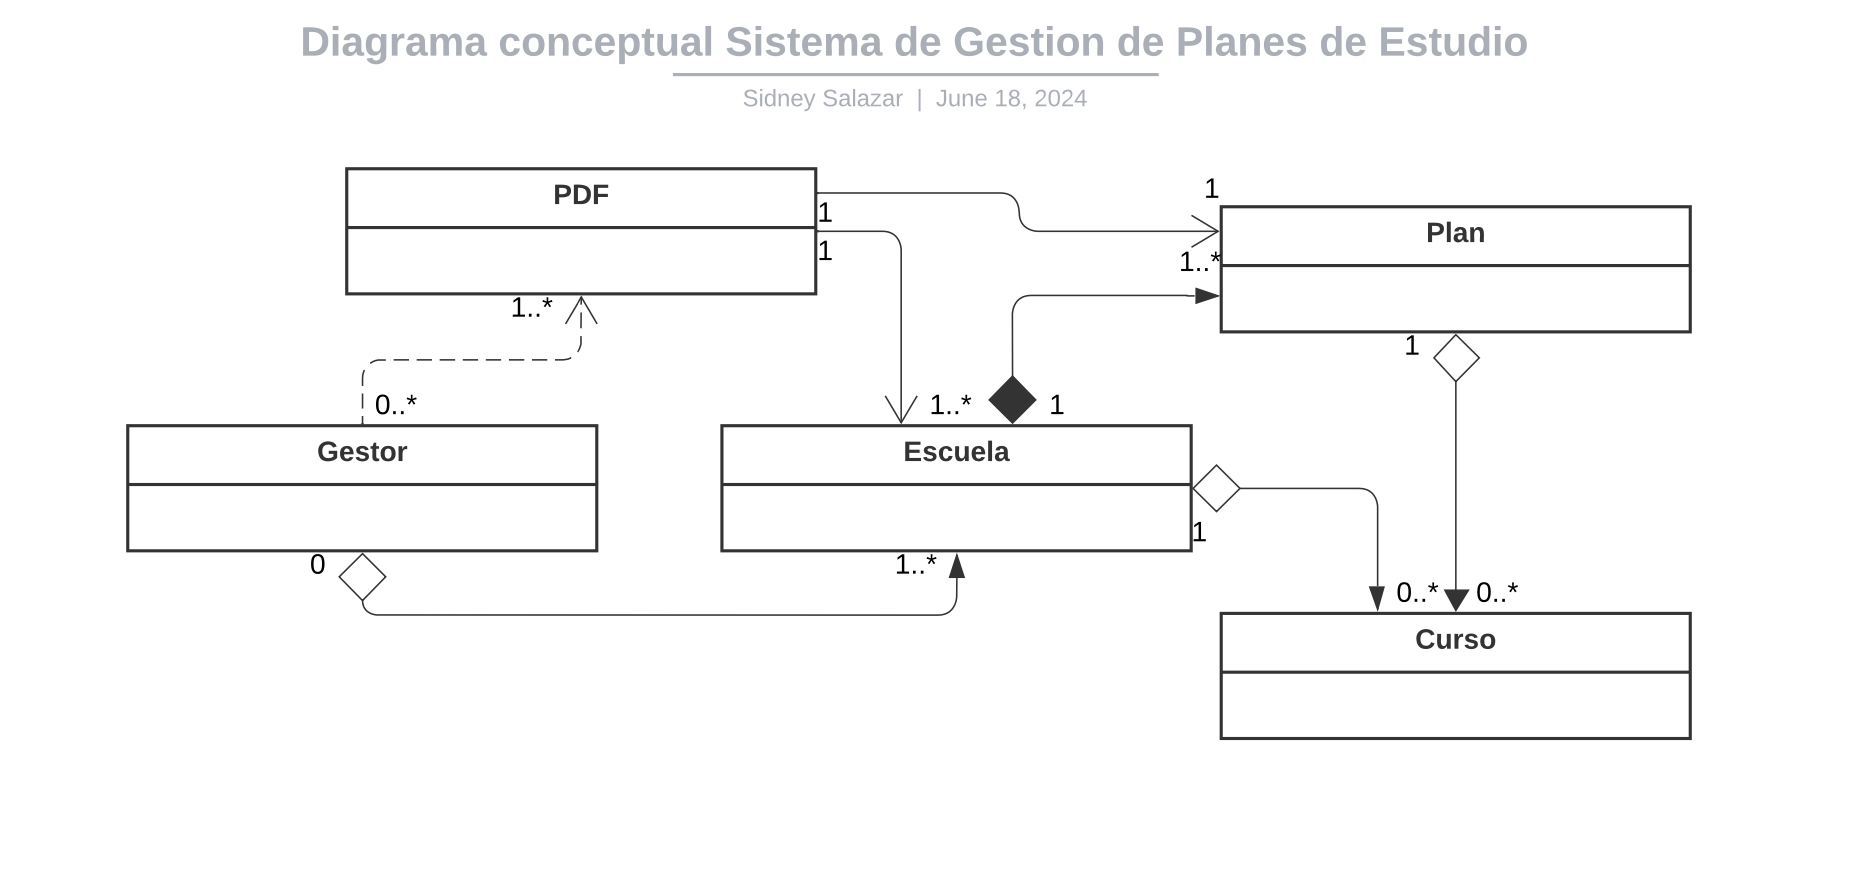 Diagrama conceptual Sistema de Gestion de Planes de Estudio
Sidney Salazar | June 18, 2024
PDF
1
1
1
Plan
1..*
1..*
1
0..*
1..*
1
Gestor
Escuela
1
0
1..*
0..*
0..*
Curso